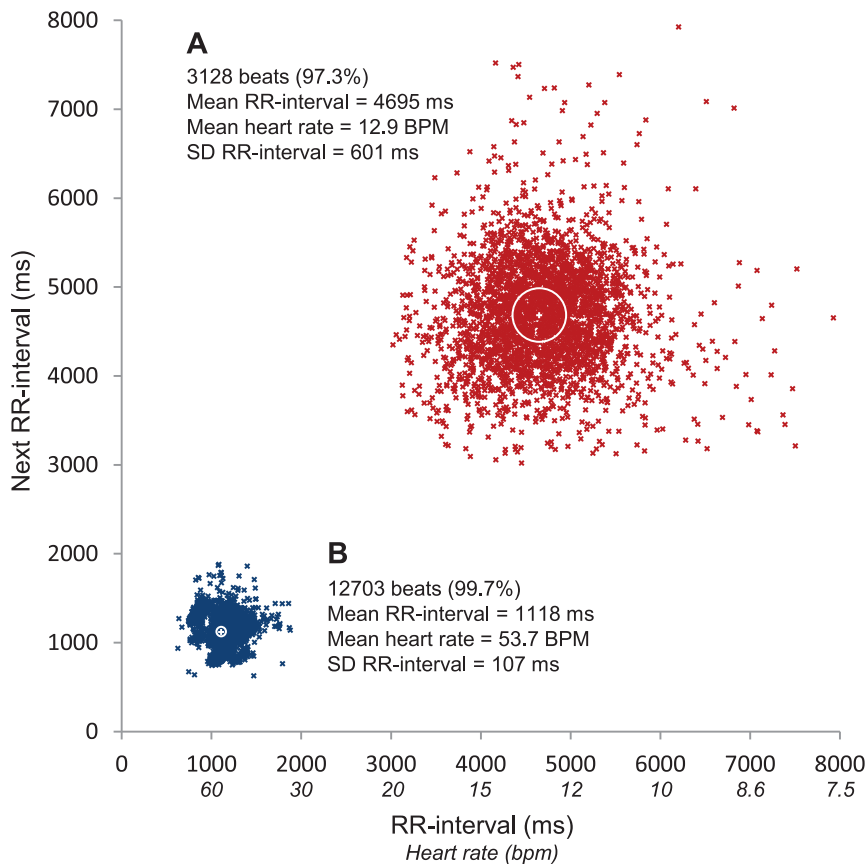 8000
7000
6000
5000
4000
3000
2000
1000
0
Next RR-interval (ms)
A
3128 beats (97.3%)
Mean RR-interval = 4695 ms
Mean heart rate = 12.9 BPM
SD RR-interval = 601 ms
B
12703 beats (99.7%)
Mean RR-interval = 1118 ms
Mean heart rate = 53.7 BPM
SD RR-interval = 107 ms
0 1000 2000 3000 4000 5000 6000 7000 8000
60 30 20 15 12 10 8.6 7.5
RR-interval (ms)
Heart rate (bpm)